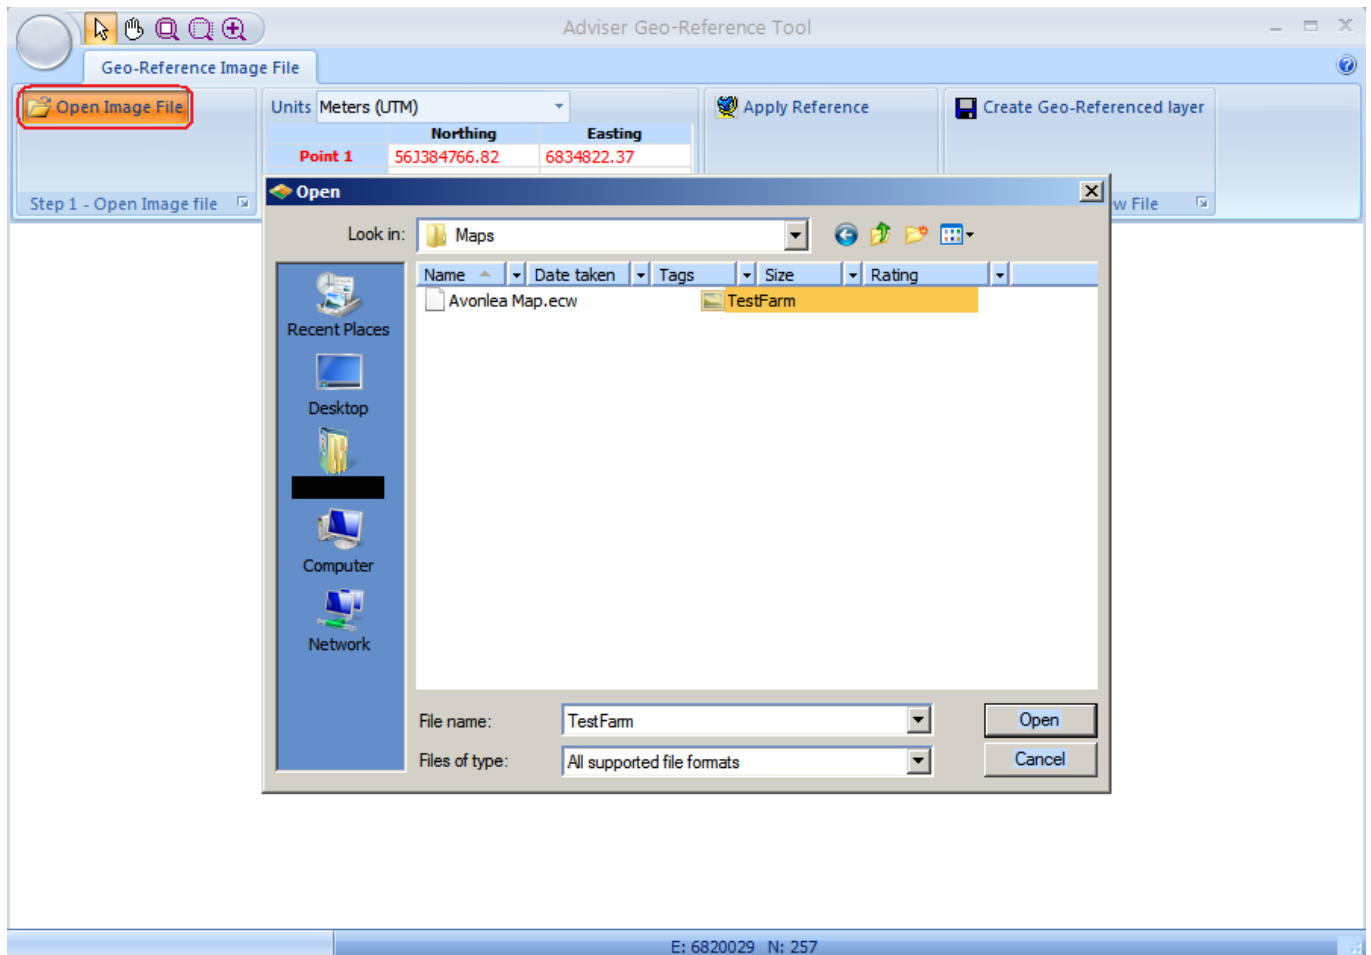 Adviser Geo-Reference Tool
Geo-Reference Image File
Open Image File
Units Meters (UTM)
Apply Reference
Create Geo-Referenced layer
Northing Easting
Point 1 56J384766.82 6834822.37
Step 1 - Open Image file
w File
Open
Look in: Maps
Name Date taken Tags Size Rating
Avonlea Map.ecw TestFarm
Recent Places
Desktop
Computer
Network
File name: TestFarm Open
Files of type: All supported file formats Cancel
E: 6820029 N: 257